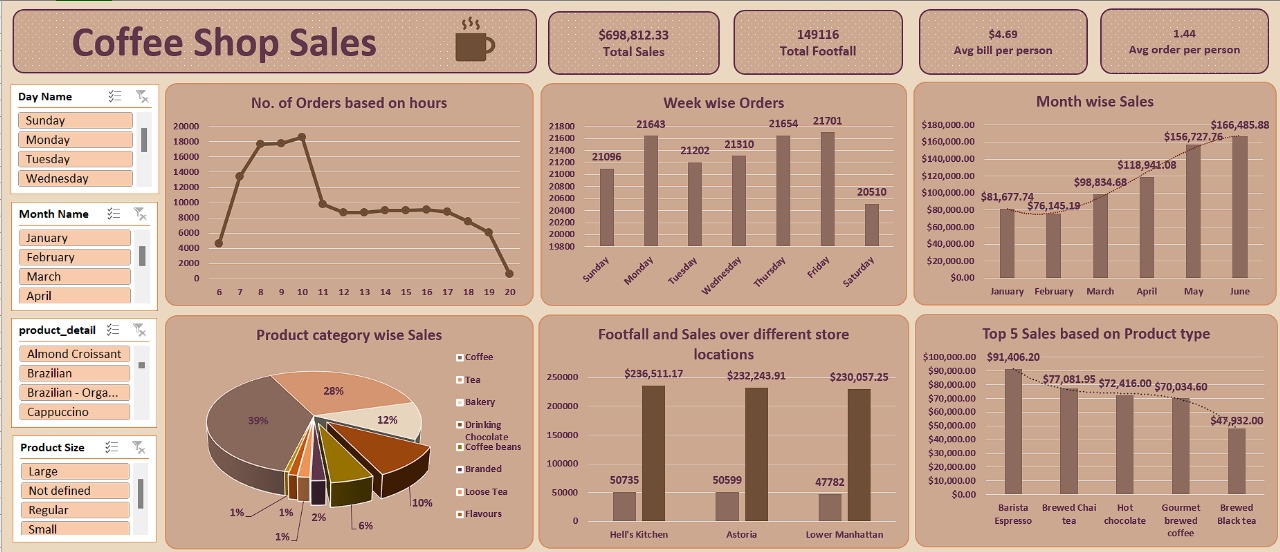 Coffee Shop Sales
$698,812.33
Total Sales
149116
Total Footfall
$4.69
Avg bill per person
1.44
Avg order per person
Day Name
Sunday
Monday
Tuesday
Wednesday
Month Name
January
February
March
April
product_detail
Almond Croissant
Brazilian
Brazilian - Orga...
Cappuccino
Product Size
Large
Not defined
Regular
Small
No. of Orders based on hours
20000
18000
16000
14000
12000
10000
8000
6000
4000
2000
0
6 7 8 9 10 11 12 13 14 15 16 17 18 19 20
Week wise Orders
21800
21600
21400
21200
21000
20800
20600
20400
20200
20000
19800
21096
21643
21202
21310
21654
21701
20510
Sunday
Monday
Tuesday
Wednesday
Thursday
Friday
Saturday
Month wise Sales
$180,000.00
$160,000.00
$140,000.00
$120,000.00
$100,000.00
$80,000.00
$60,000.00
$40,000.00
$20,000.00
$0.00
$81,677.74
$76,145.19
$98,834.68
$118,941.08
$156,727.76
$166,485.88
January February March April May June
Product category wise Sales
39%
28%
12%
10%
6%
2%
1%
1%
1%
Coffee
Tea
Bakery
Drinking
Chocolate
Coffee beans
Branded
Loose Tea
Flavours
Footfall and Sales over different store
locations
250000
200000
150000
100000
50000
0
50735
$236,511.17
50599
$232,243.91
47782
$230,057.25
Hell's Kitchen Astoria Lower Manhattan
Top 5 Sales based on Product type
$100,000.00
$90,000.00
$80,000.00
$70,000.00
$60,000.00
$50,000.00
$40,000.00
$30,000.00
$20,000.00
$10,000.00
$0.00
$91,406.20
$77,081.95
$72,416.00
$70,034.60
$47,932.00
Barista
Espresso
Brewed Chai
tea
Hot
chocolate
Gourmet
brewed
coffee
Brewed
Black tea